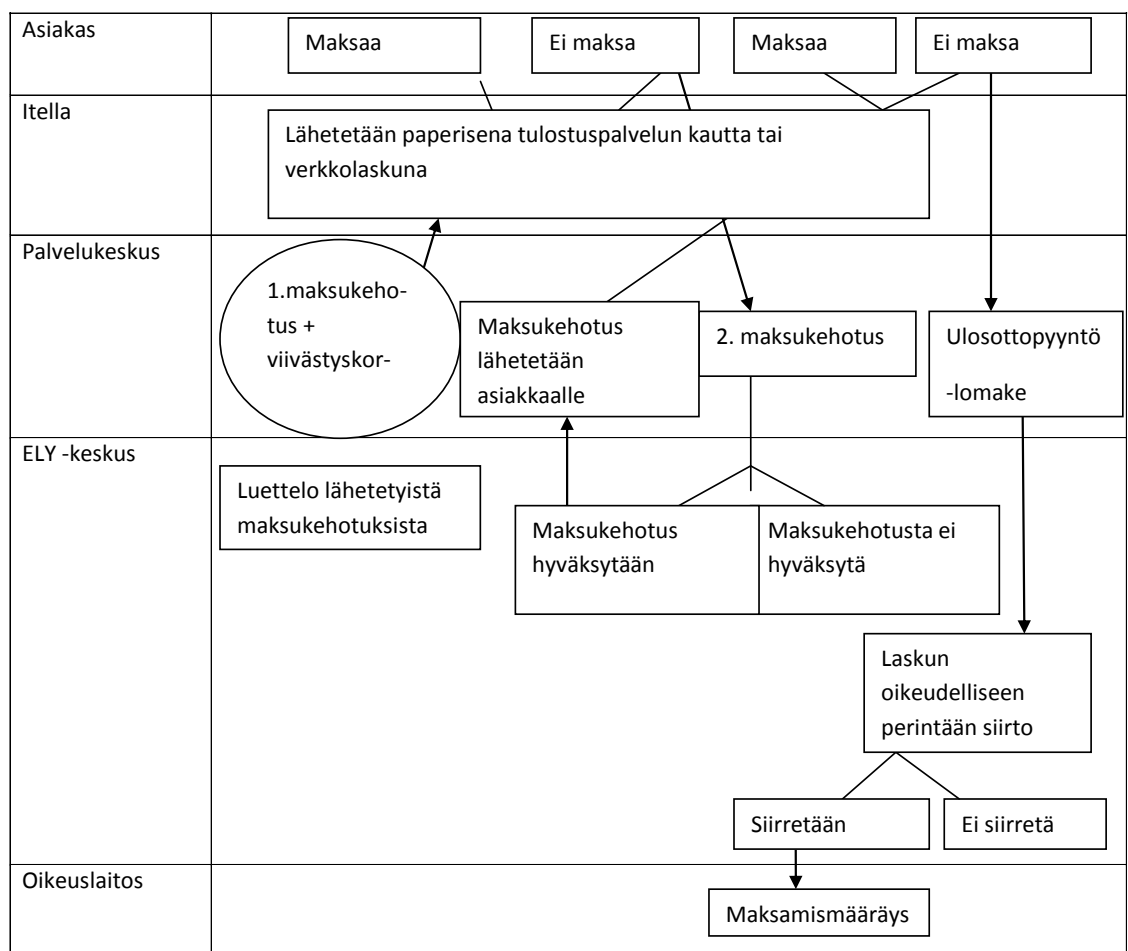 Asiakas
Maksaa
Ei maksa
Maksaa
Ei maksa
Itella
Lähetetään paperisena tulostuspalvelun kautta tai
verkkolaskuna
Palvelukeskus
1.maksukeho-
tus +
viivästyskor-
Maksukehotus
lähetetään
asiakkaalle
2. maksukehotus
Ulosottopyyntö
-lomake
ELY -keskus
Luettelo lähetetyistä
maksukehotuksista
Maksukehotus
hyväksytään
Maksukehotusta ei
hyväksytä
Laskun
oikeudelliseen
perintään siirto
Siirretään
Ei siirretä
Oikeuslaitos
Maksamismääräys